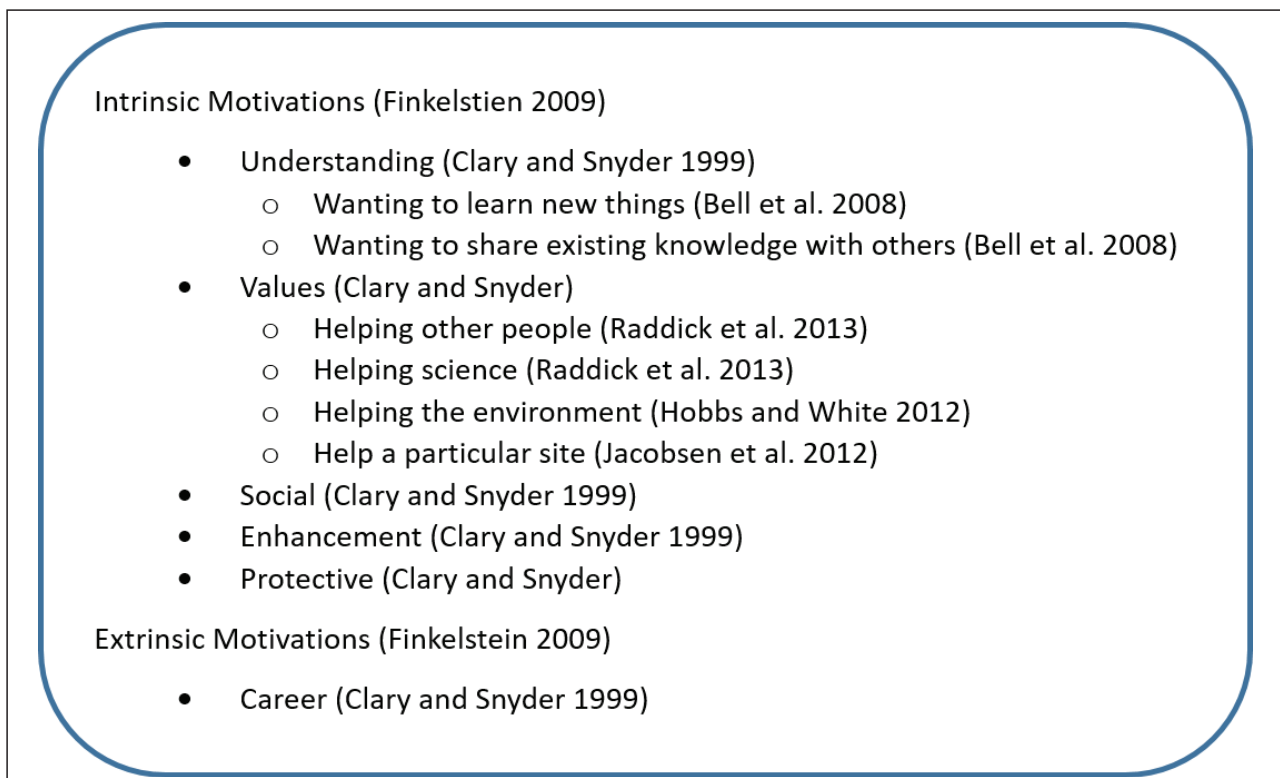 Intrinsic Motivations (Finkelstien 2009)
• Understanding (Clary and Snyder 1999)
o Wanting to learn new things (Bell et al. 2008)
o Wanting to share existing knowledge with others (Bell et al. 2008)
• Values (Clary and Snyder)
o Helping other people (Raddick et al. 2013)
o Helping science (Raddick et al. 2013)
o Helping the environment (Hobbs and White 2012)
o Help a particular site (Jacobsen et al. 2012)
• Social (Clary and Snyder 1999)
• Enhancement (Clary and Snyder 1999)
• Protective (Clary and Snyder)
Extrinsic Motivations (Finkelstein 2009)
• Career (Clary and Snyder 1999)